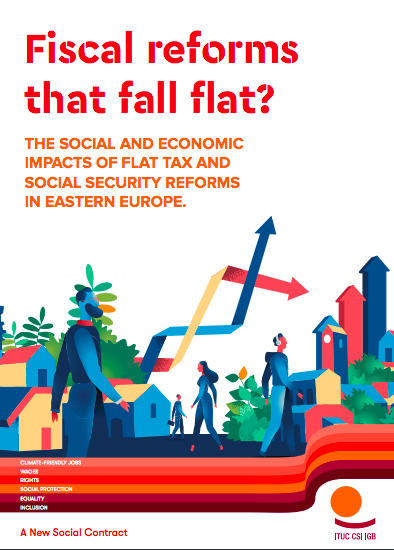 Fiscal reforms
that fall flat?
THE SOCIAL AND ECONOMIC
IMPACTS OF FLAT TAX AND
SOCIAL SECURITY REFORMS
IN EASTERN EUROPE.
CLIMATE-FRIENDLY JOBS
WAGES
RIGHTS
SOCIAL PROTECTION
EQUALITY
INCLUSION
A New Social Contract
ITUC CSI IGB